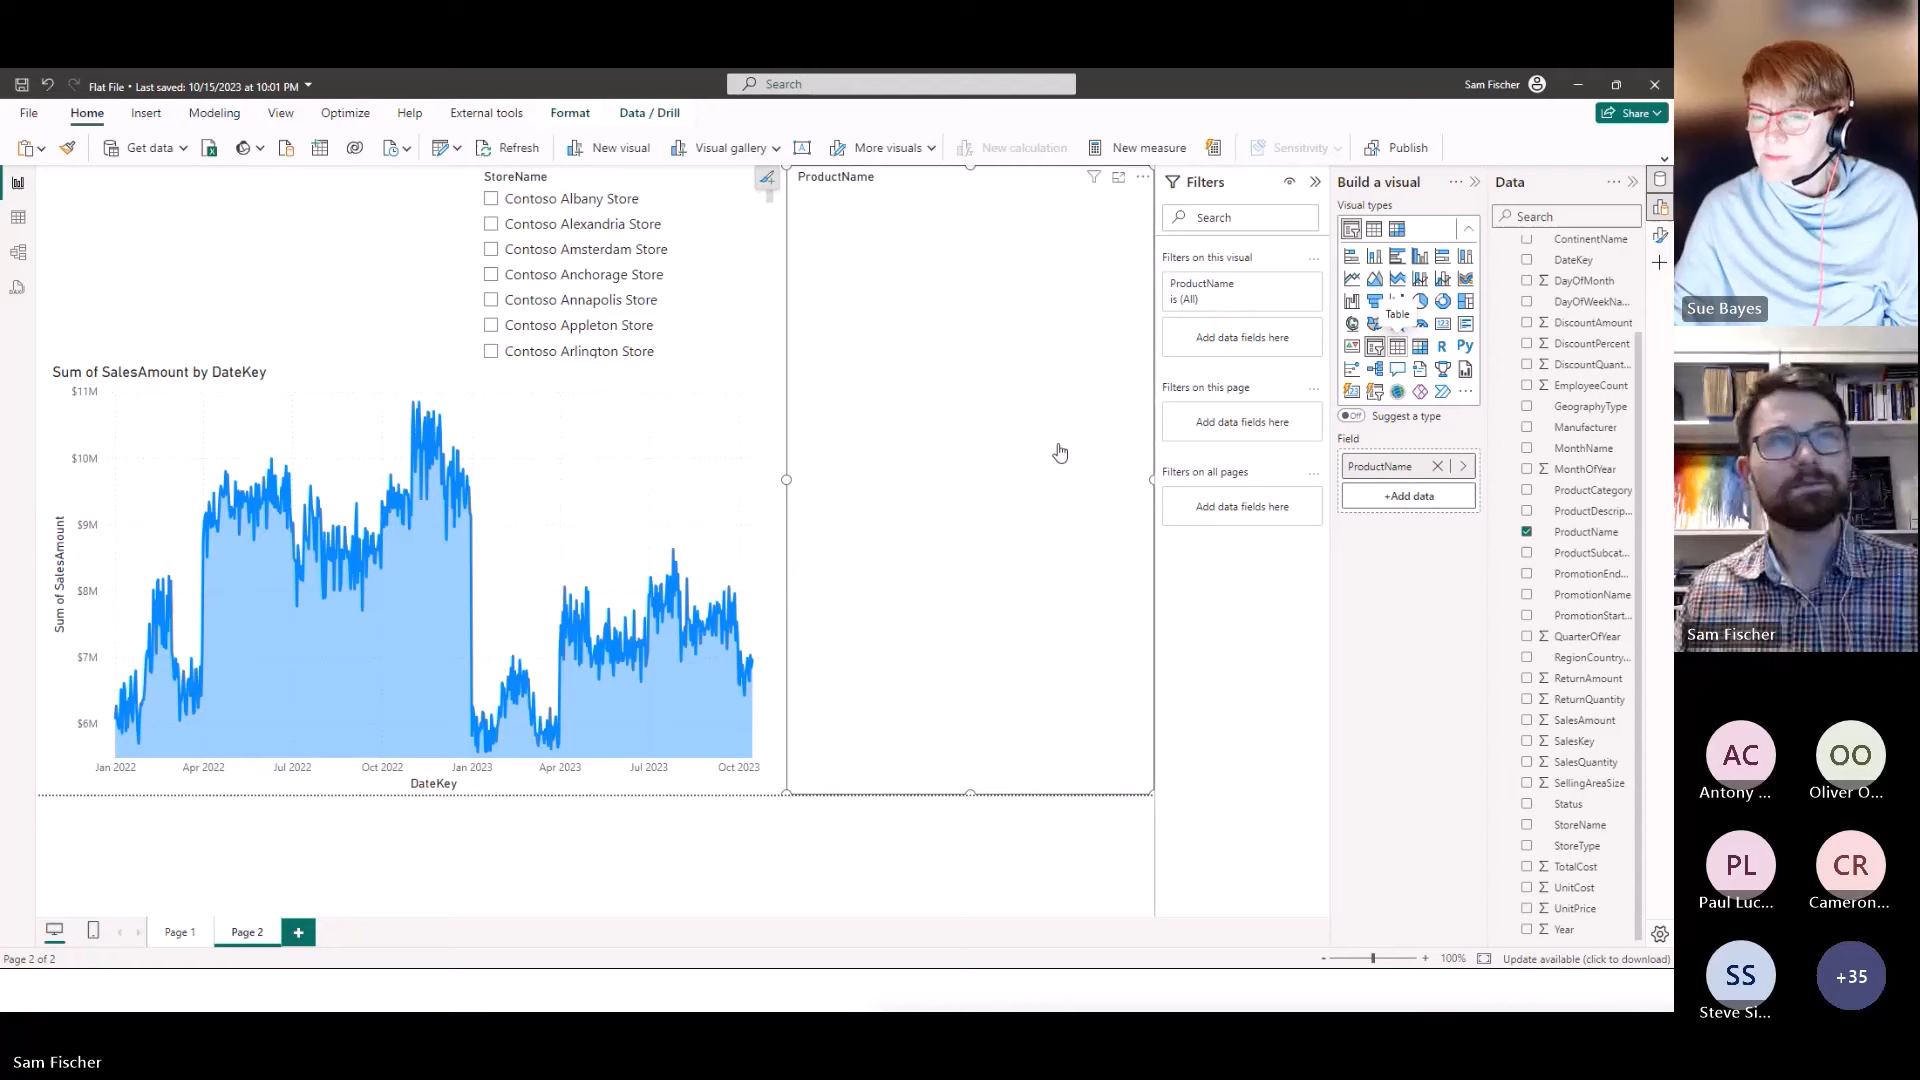 Flat File • Last saved: 10/15/2023 at 10:01 PM
Search
Sam Fischer
File
Home
Insert
Modeling
View
Optimize
Help
External tools
Format
Data / Drill
Share
Get data
Refresh
New visual
Visual gallery
More visuals
New calculation
New measure
Sensitivity
Publish
StoreName
Contoso Albany Store
Contoso Alexandria Store
Contoso Amsterdam Store
Contoso Anchorage Store
Contoso Annapolis Store
Contoso Appleton Store
Contoso Arlington Store
Sum of SalesAmount by DateKey
$11M
$10M
$9M
$8M
$7M
$6M
Sum of SalesAmount
Jan 2022
Apr 2022
Jul 2022
Oct 2022
Jan 2023
Apr 2023
Jul 2023
Oct 2023
DateKey
ProductName
Filters
Search
Filters on this visual
ProductName
is (All)
Add data fields here
Filters on this page
Add data fields here
Filters on all pages
Add data fields here
Build a visual
Visual types
Table
R
Py
123
Off
Suggest a type
Field
ProductName
+Add data
Data
Search
ContinentName
DateKey
DayOfMonth
DayOfWeekNa...
DiscountAmount
DiscountPercent
DiscountQuant...
EmployeeCount
GeographyType
Manufacturer
MonthName
MonthOfYear
ProductCategory
ProductDescrip...
ProductName
ProductSubcat...
PromotionEnd...
PromotionName
PromotionStart...
QuarterOfYear
RegionCountry...
ReturnAmount
ReturnQuantity
SalesAmount
SalesKey
SalesQuantity
SellingAreaSize
Status
StoreName
StoreType
TotalCost
UnitCost
UnitPrice
Year
Page 1
Page 2
Page 2 of 2
100%
Update available (click to download)
Sue Bayes
Sam Fischer
AC
Antony ...
OO
Oliver O...
PL
Paul Luc...
CR
Cameron...
SS
Steve Si...
+35
Sam Fischer